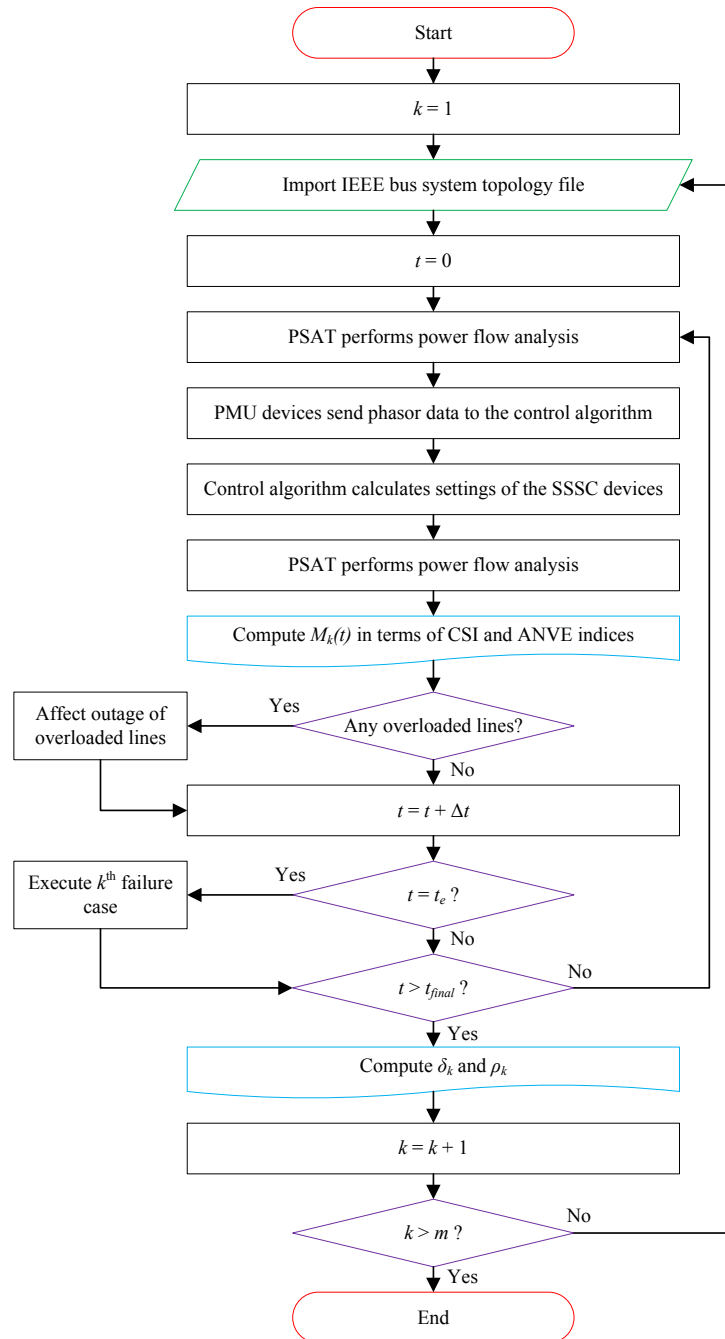 Start
k = 1
Import IEEE bus system topology file
t = 0
PSAT performs power flow analysis
PMU devices send phasor data to the control algorithm
Control algorithm calculates settings of the SSSC devices
PSAT performs power flow analysis
Compute Mk(t) in terms of CSI and ANVE indices
Yes
Affect outage of
overloaded lines
Any overloaded lines?
No
t = t + Δt
Yes
Execute kth failure
case
t = te ?
No
t > tfinal ?
No
Yes
Compute δk and ρk
k = k + 1
k > m ?
No
Yes
End